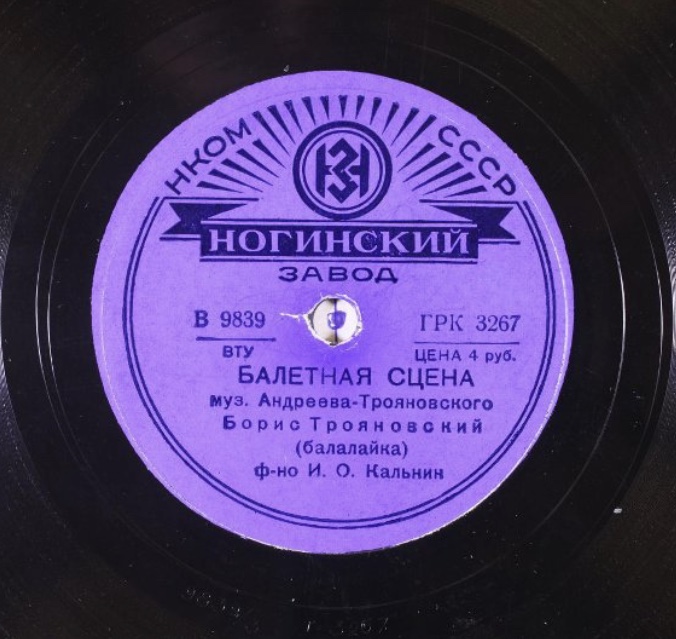 НКОМ СССР
НЗ
НОГИНСКИЙ
ЗАВОД
В 9839 ГРК 3267
ВТУ ЦЕНА 4 руб.
БАЛЕТНАЯ СЦЕНА
муз. Андреева-Трояновского
Борис Трояновский
(балалайка)
ф-но И. О. Кальнин